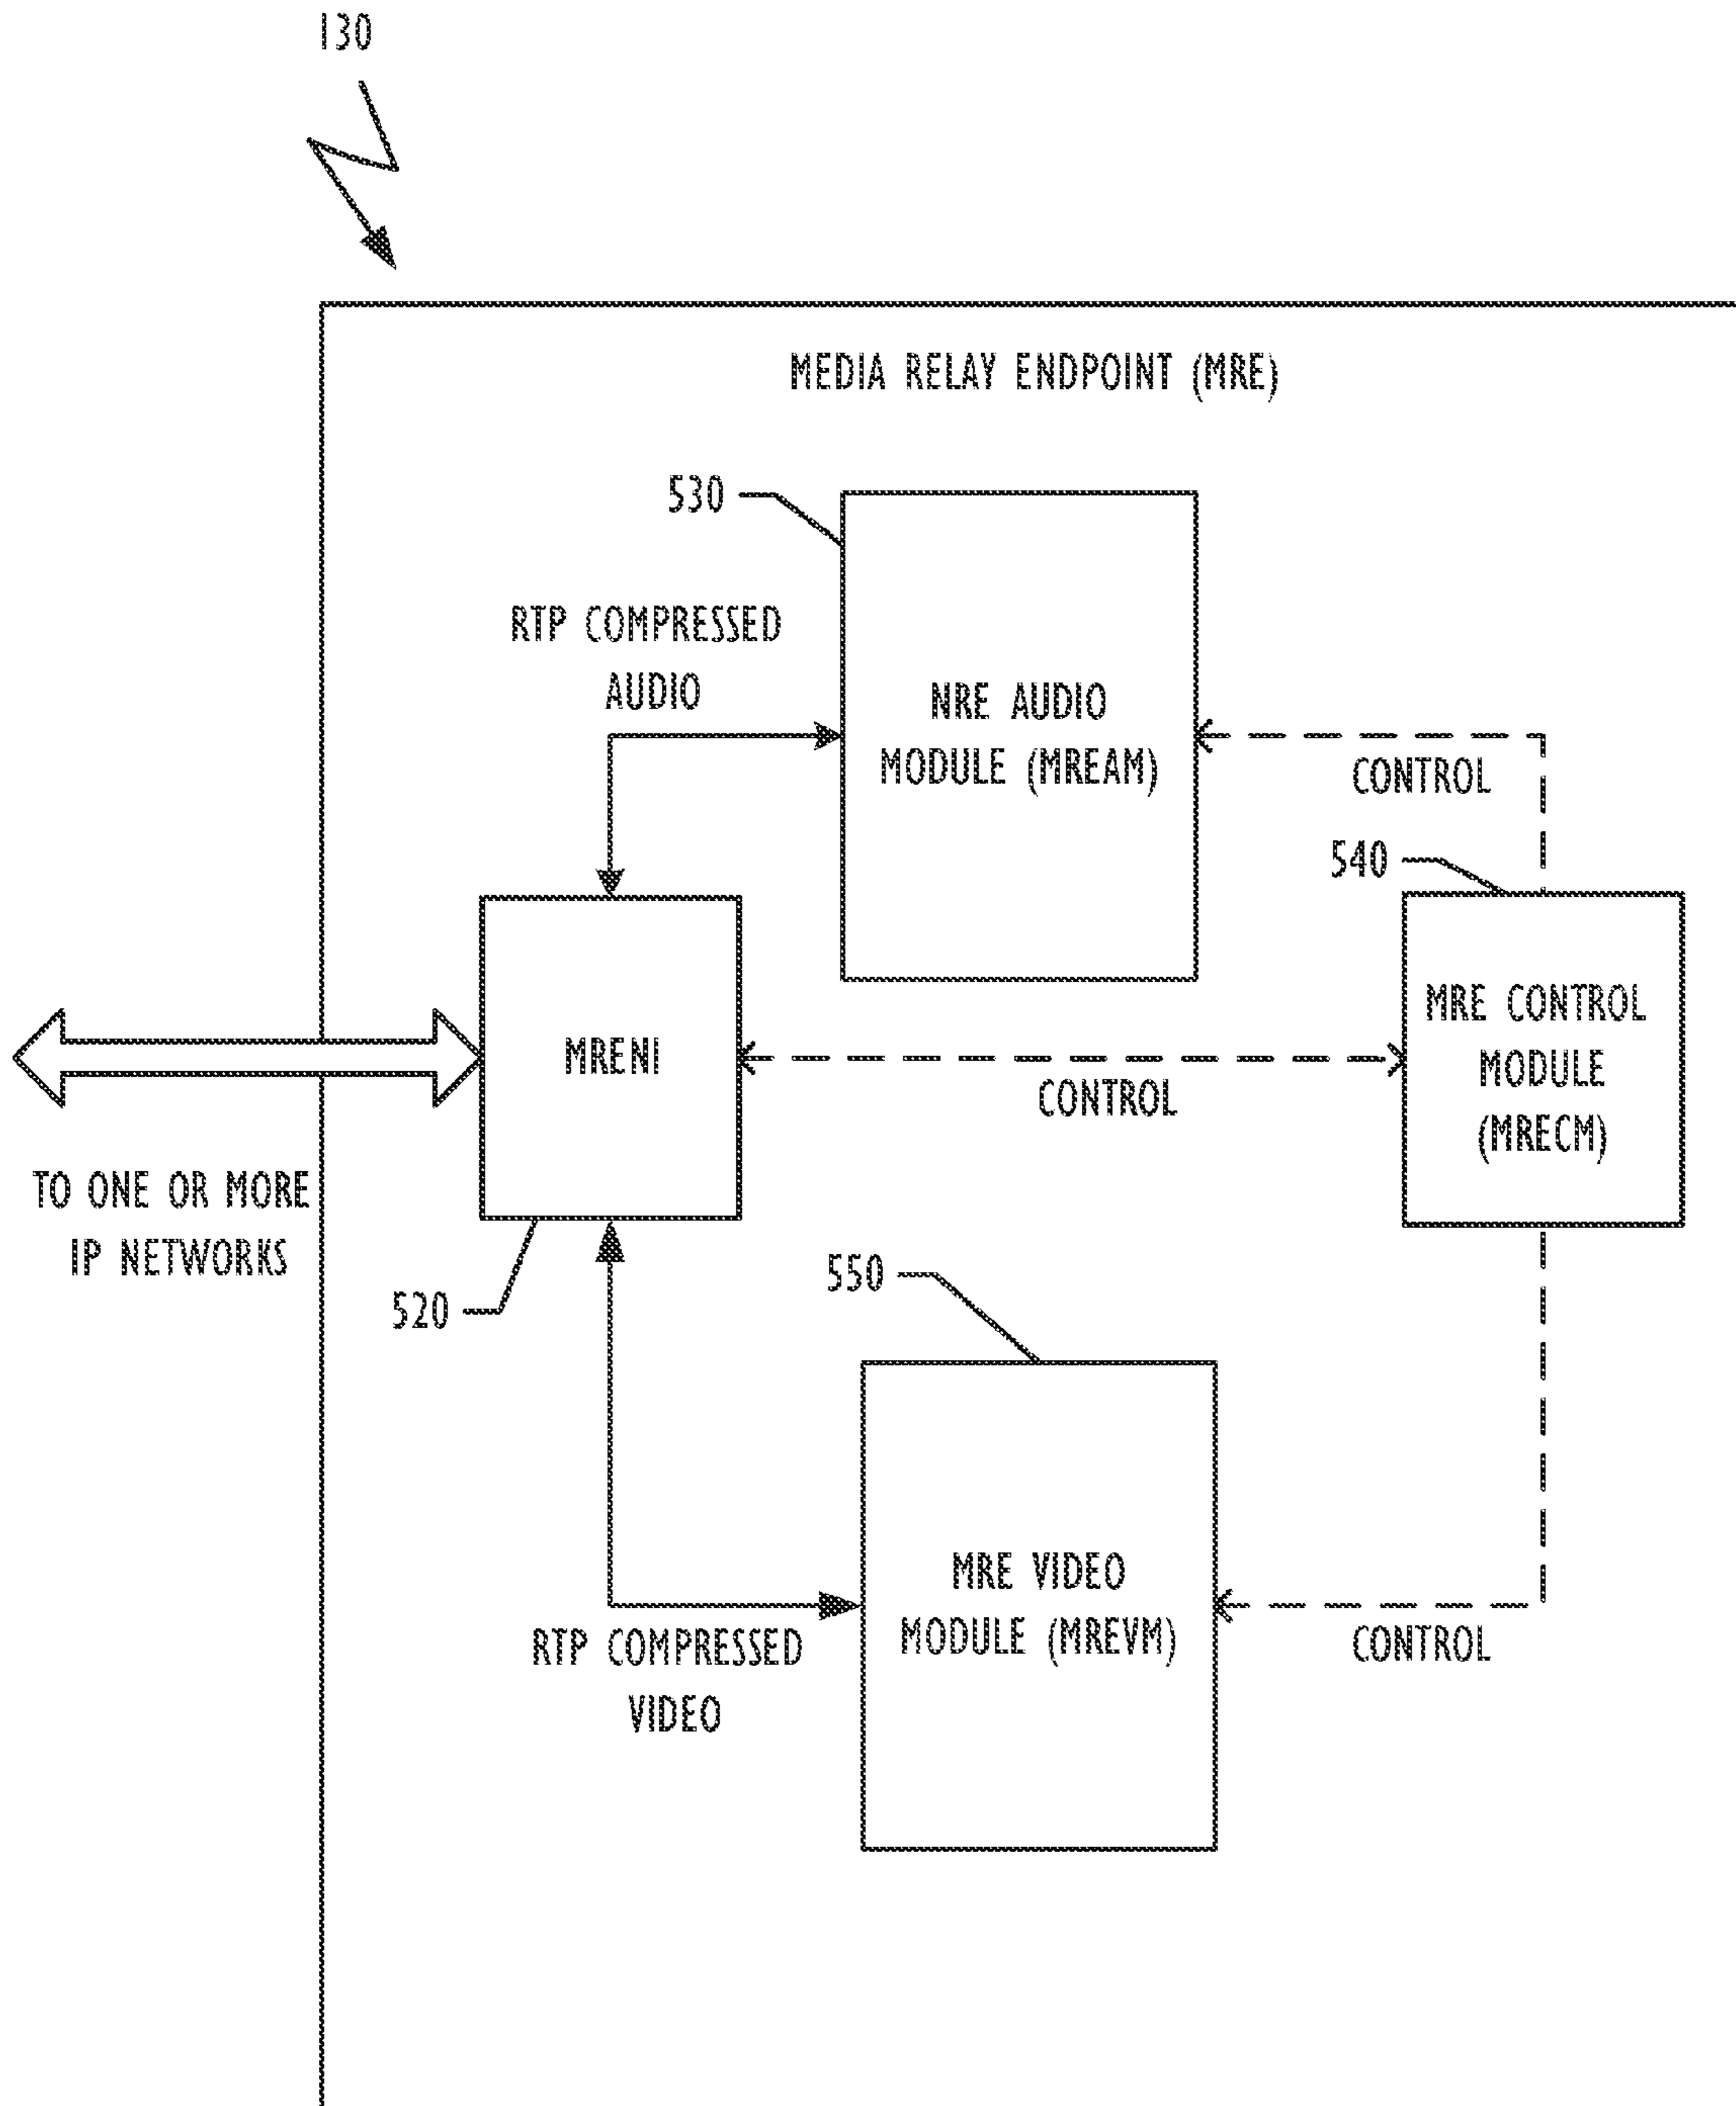 130
MEDIA RELAY ENDPOINT (MRE)
530
RTP COMPRESSED
AUDIO
NRE AUDIO
MODULE (MREAM)
CONTROL
540
MRENI
CONTROL
MRE CONTROL
MODULE
(MRECM)
TO ONE OR MORE
IP NETWORKS
520
550
MRE VIDEO
MODULE (MREVM)
RTP COMPRESSED
VIDEO
CONTROL